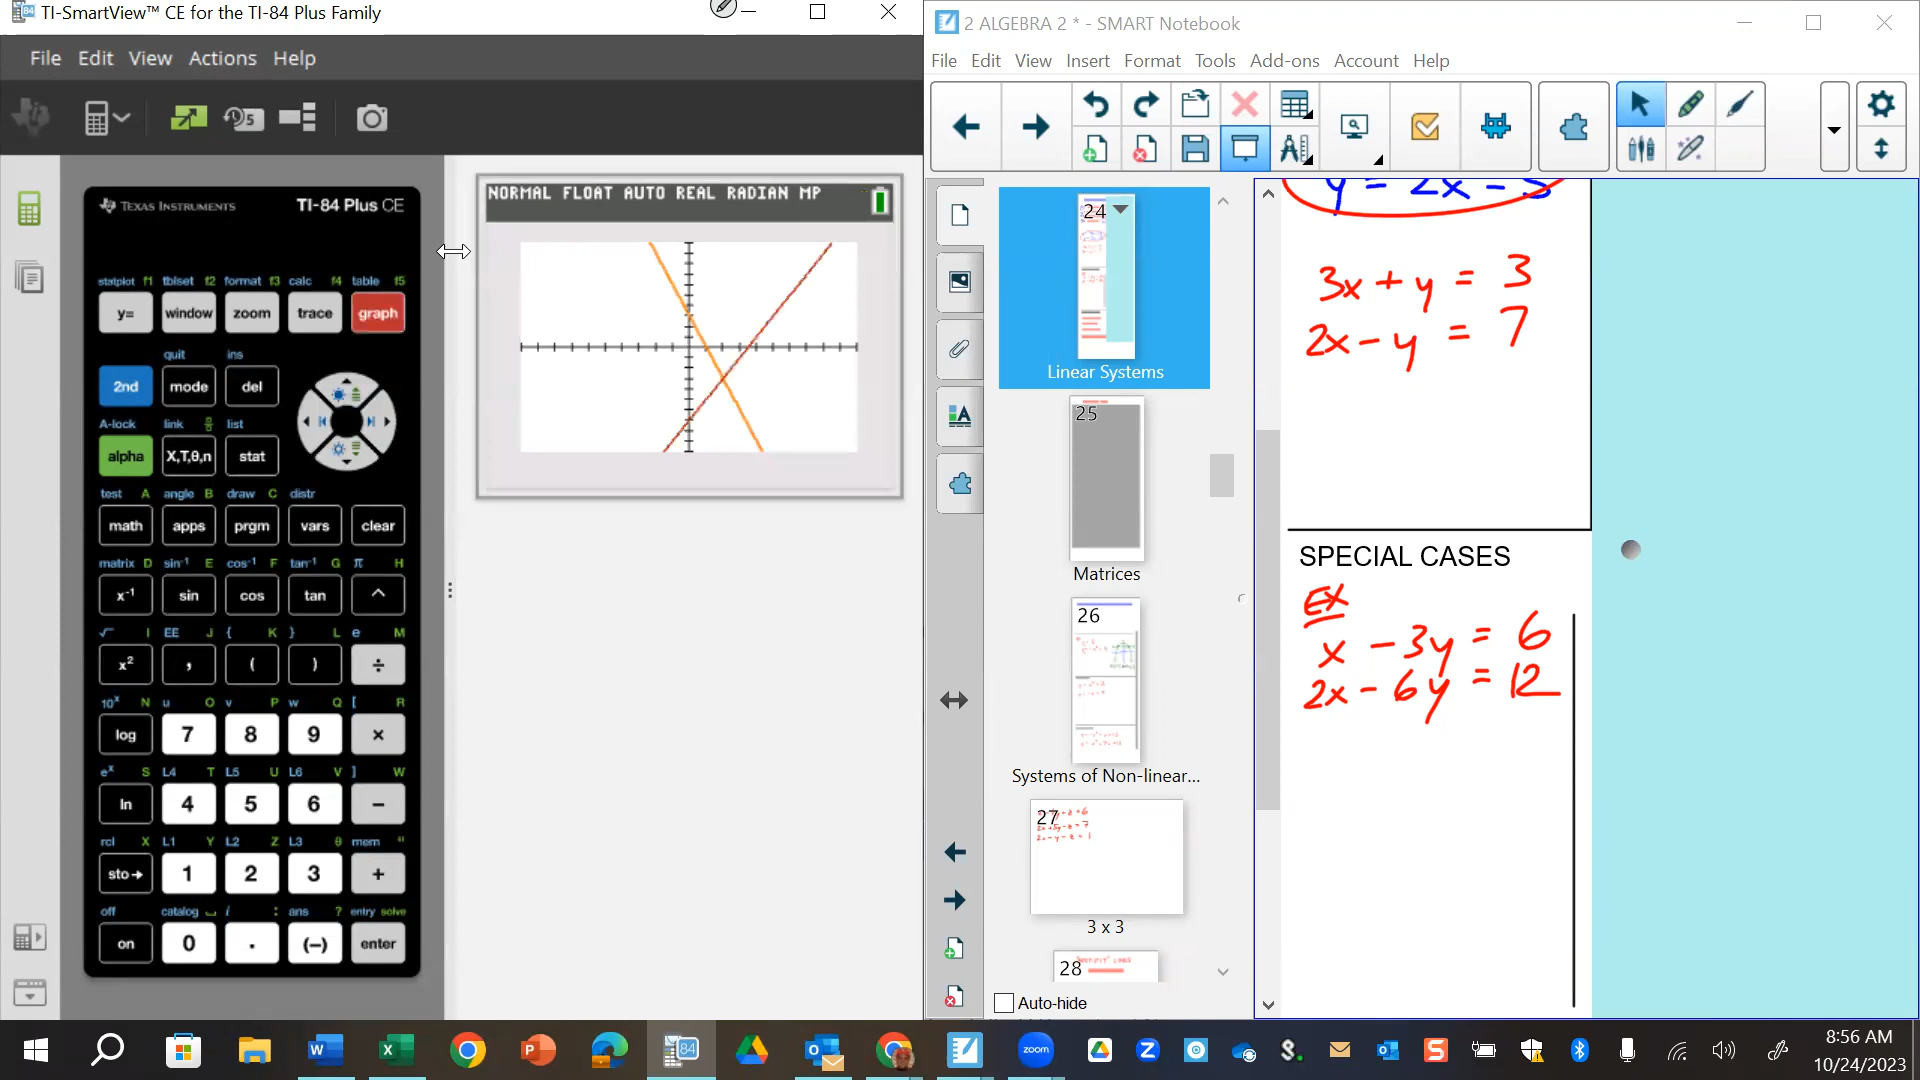 TI-SmartView™ CE for the TI-84 Plus Family
File Edit View Actions Help
TEXAS INSTRUMENTS TI-84 Plus CE
statplot f1 tblset f2 format f3 calc f4 table f5
y= window zoom trace graph
quit ins
2nd mode del
A-lock link list
alpha X,T,θ,n stat
test A angle B draw C distr
math apps prgm vars clear
matrix D sin⁻¹ E cos⁻¹ F tan⁻¹ G π H
x⁻¹ sin cos tan ^
√ I EE J { K } L e M
x² , ( ) ÷
10ˣ N u O v P w Q [ R
log 7 8 9 ×
eˣ S L4 T L5 U L6 V ] W
ln 4 5 6 −
rcl X L1 Y L2 Z L3 θ mem "
sto→ 1 2 3 +
off catalog i : ans ? entry solve
on 0 . (−) enter
NORMAL FLOAT AUTO REAL RADIAN MP
2 ALGEBRA 2 * - SMART Notebook
File Edit View Insert Format Tools Add-ons Account Help
24
Linear Systems
25
Matrices
26
Systems of Non-linear...
27
3 x 3
28
Auto-hide
3x + y = 3
2x - y = 7
SPECIAL CASES
EX
x - 3y = 6
2x - 6y = 12
zoom
8:56 AM
10/24/2023